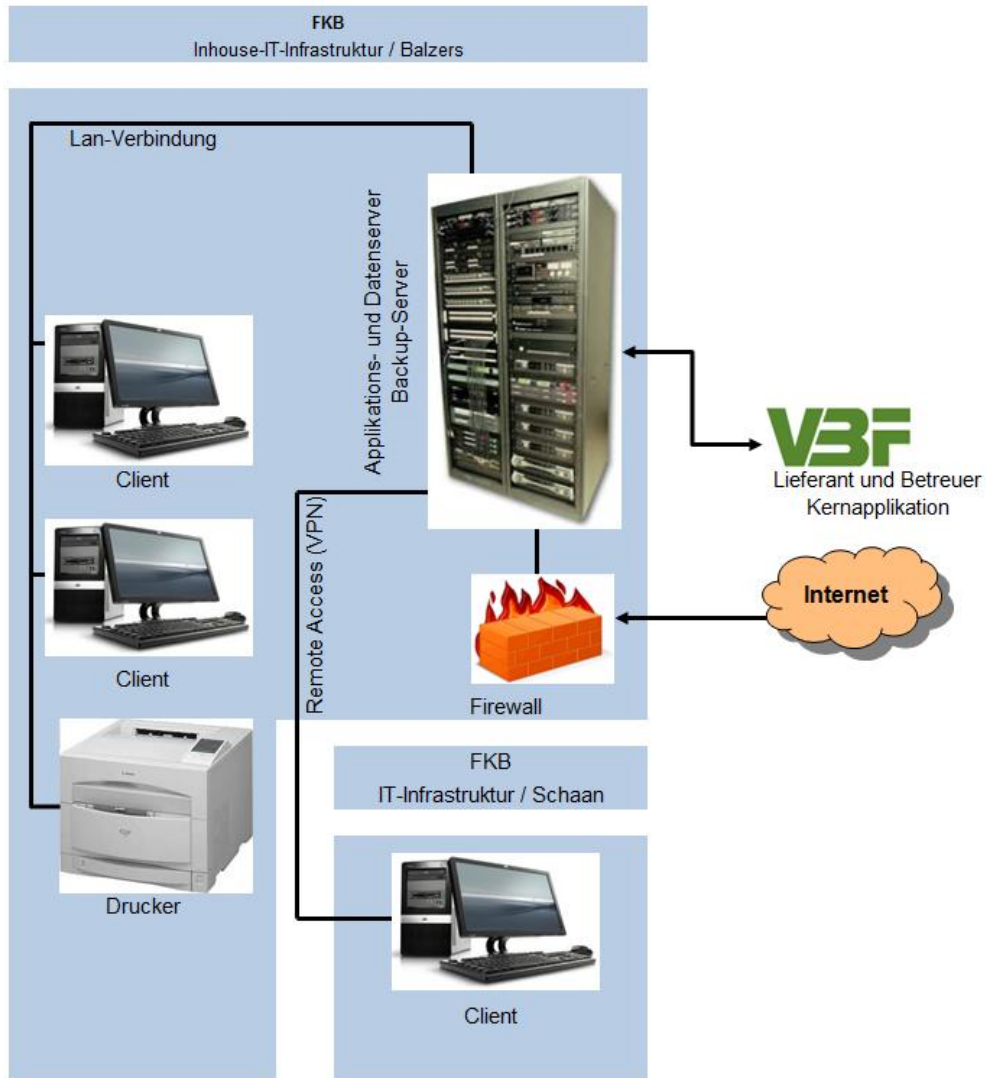 FKB
Inhouse-IT-Infrastruktur / Balzers
Lan-Verbindung
Applikations- und Datenserver
Backup-Server
Client
VBF
Lieferant und Betreuer
Kernapplikation
Client
Remote Access (VPN)
Internet
Firewall
Drucker
FKB
IT-Infrastruktur / Schaan
Client